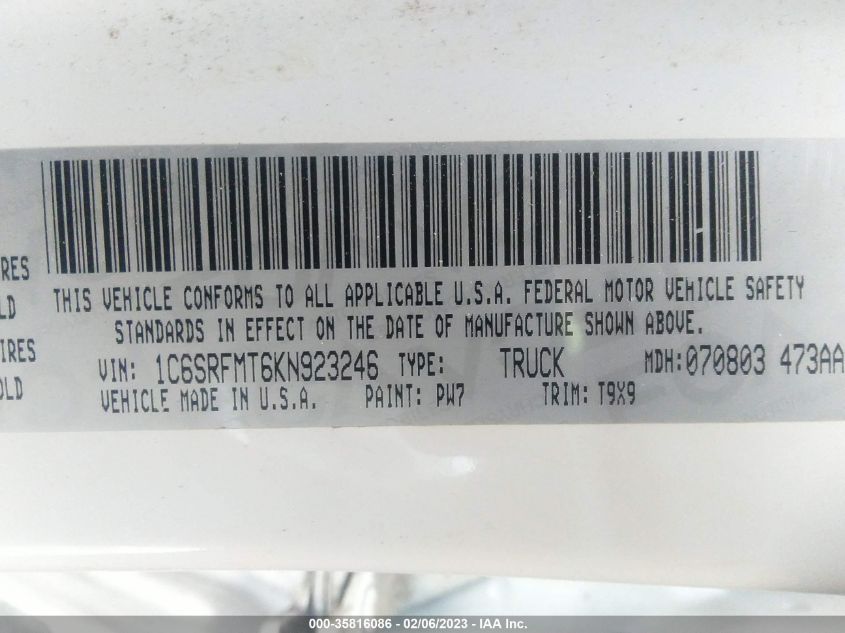 RES
LD
IRES
OLD
THIS VEHICLE CONFORMS TO ALL APPLICABLE U.S.A. FEDERAL MOTOR VEHICLE SAFETY
STANDARDS IN EFFECT ON THE DATE OF MANUFACTURE SHOWN ABOVE.
VIN: 1C6SRFMT6KN923246 TYPE: TRUCK MDH:070803 473AA
VEHICLE MADE IN U.S.A. PAINT: PW7 TRIM: T9X9
000-35816086 - 02/06/2023 - IAA Inc.